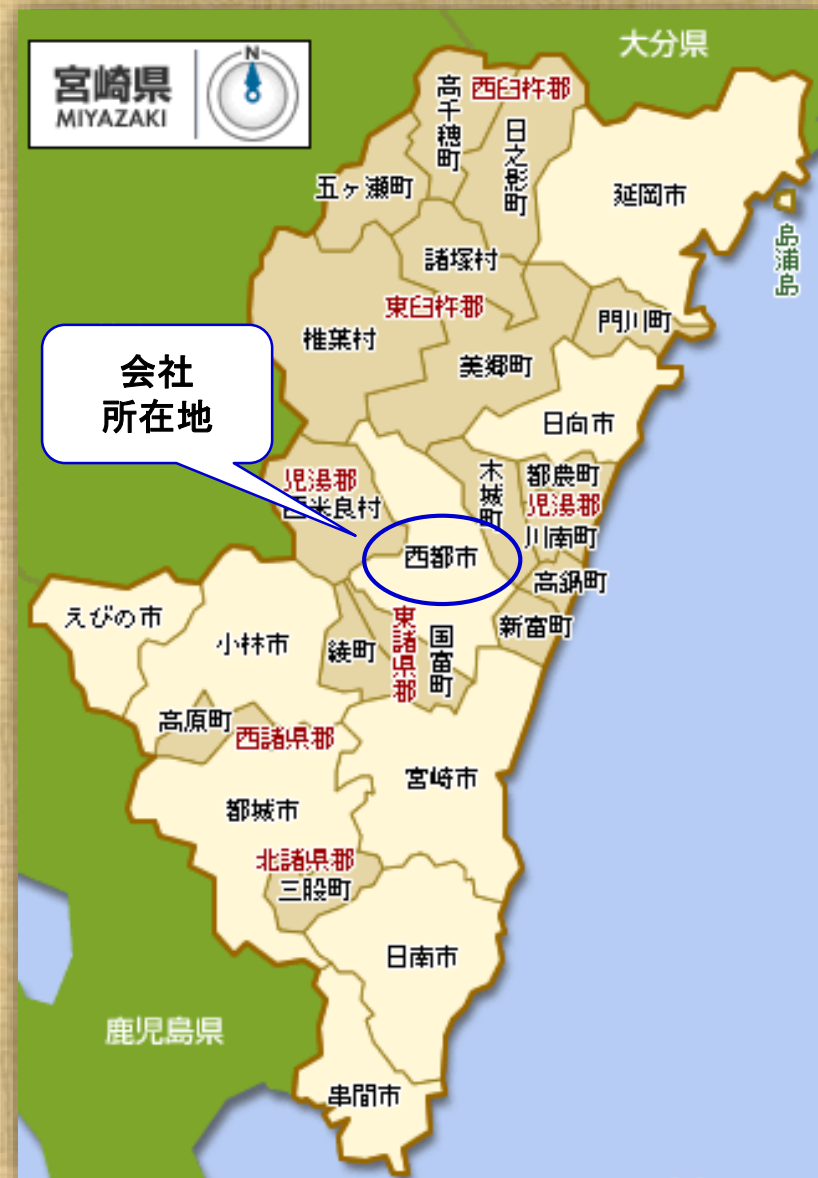 宮崎県
MIYAZAKI
N
大分県
西臼杵郡
高千穂町
日之影町
五ヶ瀬町
延岡市
島浦島
諸塚村
東臼杵郡
門川町
椎葉村
美郷町
会社
所在地
日向市
都農町
児湯郡
木城町
児湯郡
西米良村
川南町
西都市
高鍋町
えびの市
東諸県郡
新富町
小林市
綾町
国富町
高原町
西諸県郡
宮崎市
都城市
北諸県郡
三股町
日南市
鹿児島県
串間市